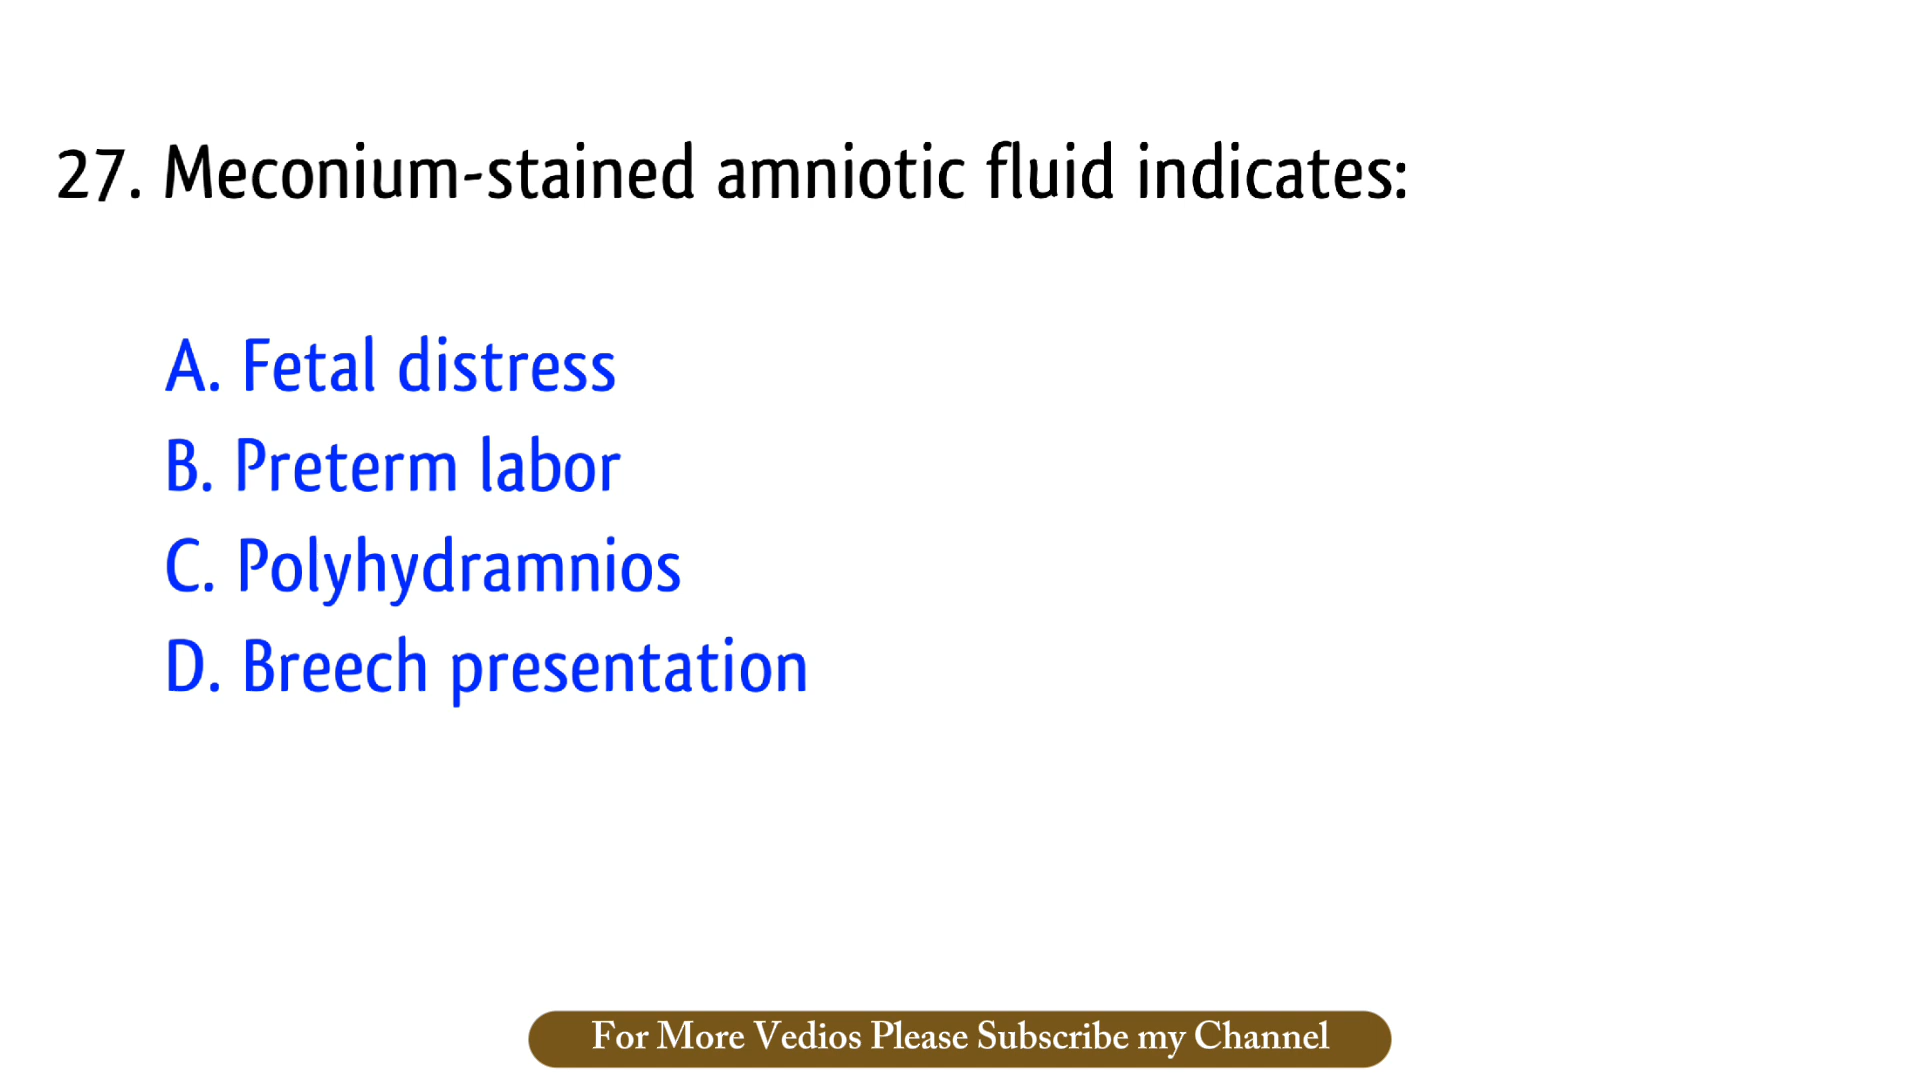 27. Meconium-stained amniotic fluid indicates:
A. Fetal distress
B. Preterm labor
C. Polyhydramnios
D. Breech presentation
For More Vedios Please Subscribe my Channel